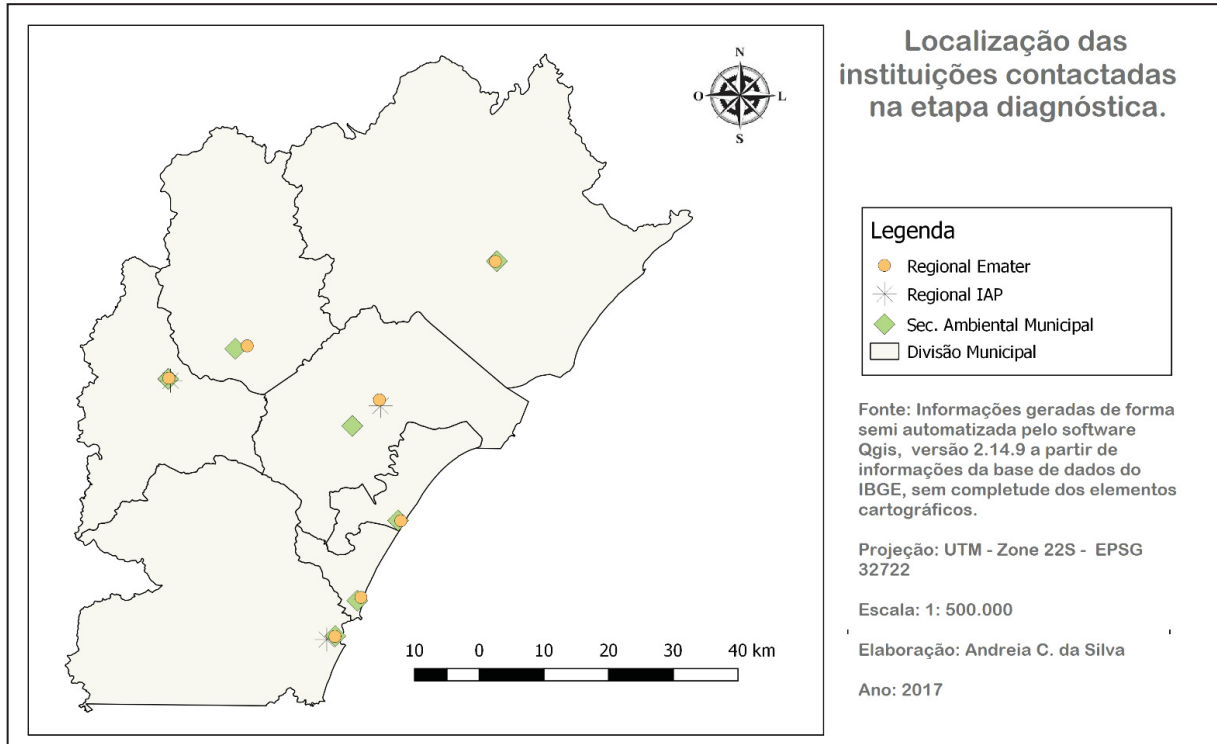 Localização das
instituições contactadas
na etapa diagnóstica.
N
O
L
S
Legenda
Regional Emater
Regional IAP
Sec. Ambiental Municipal
Divisão Municipal
Fonte: Informações geradas de forma
semi automatizada pelo software
Qgis, versão 2.14.9 a partir de
informações da base de dados do
IBGE, sem completude dos elementos
cartográficos.
Projeção: UTM - Zone 22S - EPSG
32722
Escala: 1: 500.000
Elaboração: Andreia C. da Silva
Ano: 2017
10 0 10 20 30 40 km